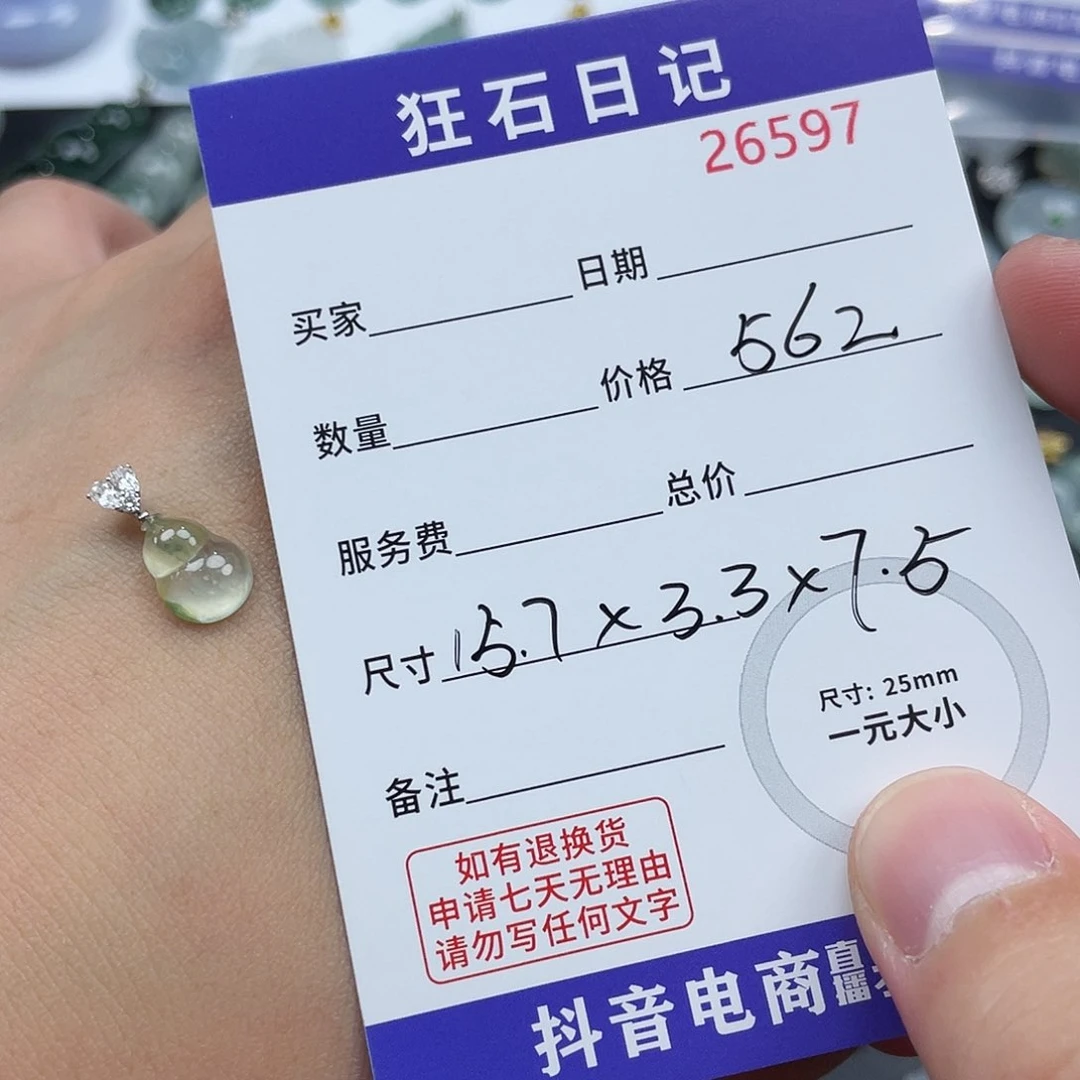 狂石日记
26597
买家 日期
数量 价格 562
服务费 总价
尺寸 15.7×3.3×7.5
尺寸: 25mm
一元大小
备注
如有退换货
申请七天无理由
请勿写任何文字
抖音电商直播